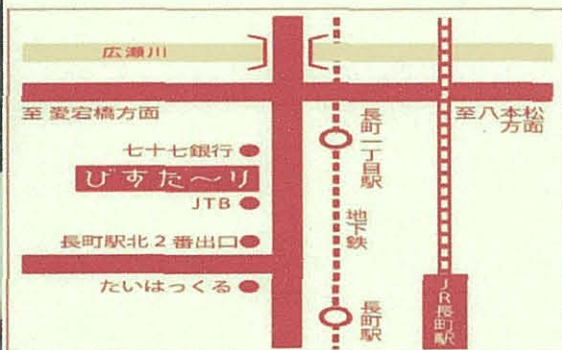 広瀬川
至 愛宕橋方面
至八本松
方面
七十七銀行
びすた〜り
JTB
長町駅北2番出口
たいはっくる
長町一丁目駅
地下鉄
長町駅
JR長町駅